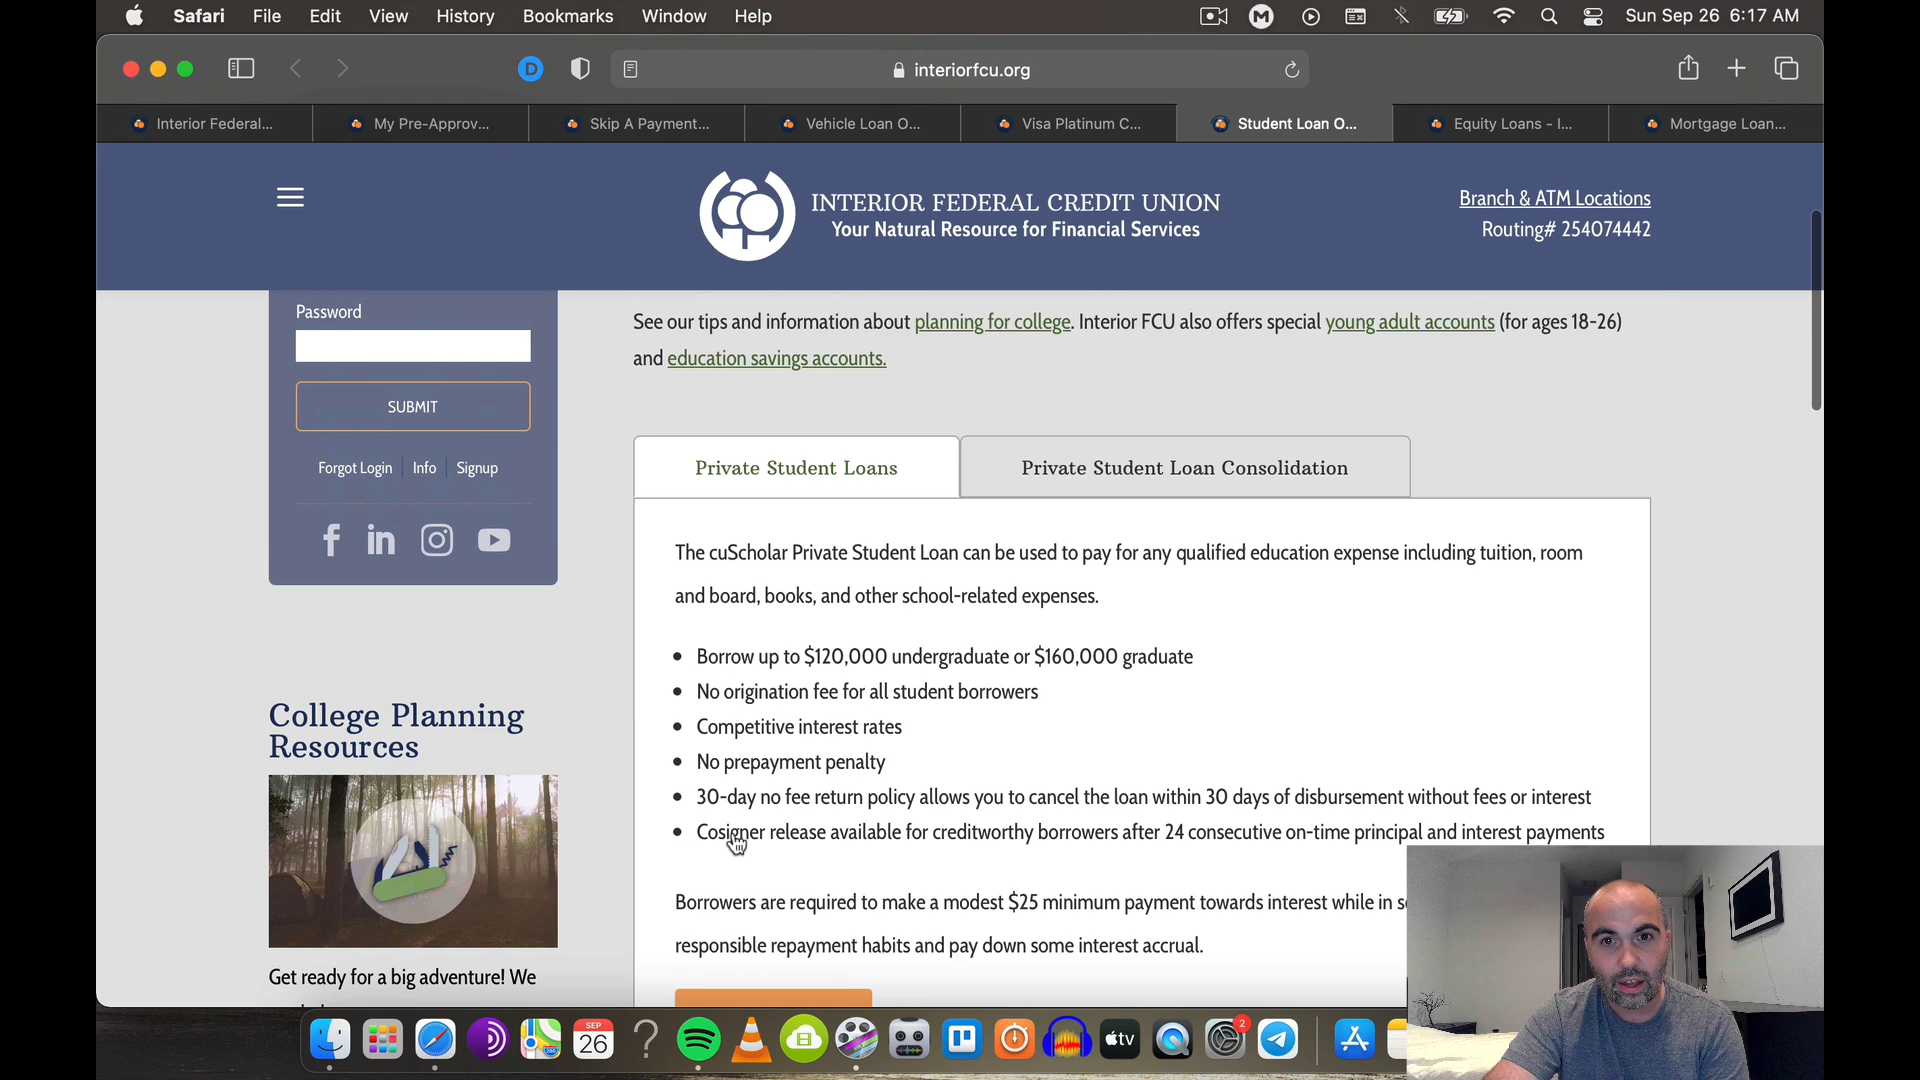 Safari File Edit View History Bookmarks Window Help Sun Sep 26 6:17 AM
interiorfcu.org
Interior Federal... My Pre-Approv... Skip A Payment... Vehicle Loan O... Visa Platinum C... Student Loan O... Equity Loans - I... Mortgage Loan...
INTERIOR FEDERAL CREDIT UNION
Your Natural Resource for Financial Services
Branch & ATM Locations
Routing# 254074442
Password
SUBMIT
Forgot Login Info Signup
College Planning
Resources
Get ready for a big adventure! We
See our tips and information about planning for college. Interior FCU also offers special young adult accounts (for ages 18-26)
and education savings accounts.
Private Student Loans Private Student Loan Consolidation
The cuScholar Private Student Loan can be used to pay for any qualified education expense including tuition, room
and board, books, and other school-related expenses.
• Borrow up to $120,000 undergraduate or $160,000 graduate
• No origination fee for all student borrowers
• Competitive interest rates
• No prepayment penalty
• 30-day no fee return policy allows you to cancel the loan within 30 days of disbursement without fees or interest
• Cosigner release available for creditworthy borrowers after 24 consecutive on-time principal and interest payments
Borrowers are required to make a modest $25 minimum payment towards interest while in
responsible repayment habits and pay down some interest accrual.
SEP
26
tv
2